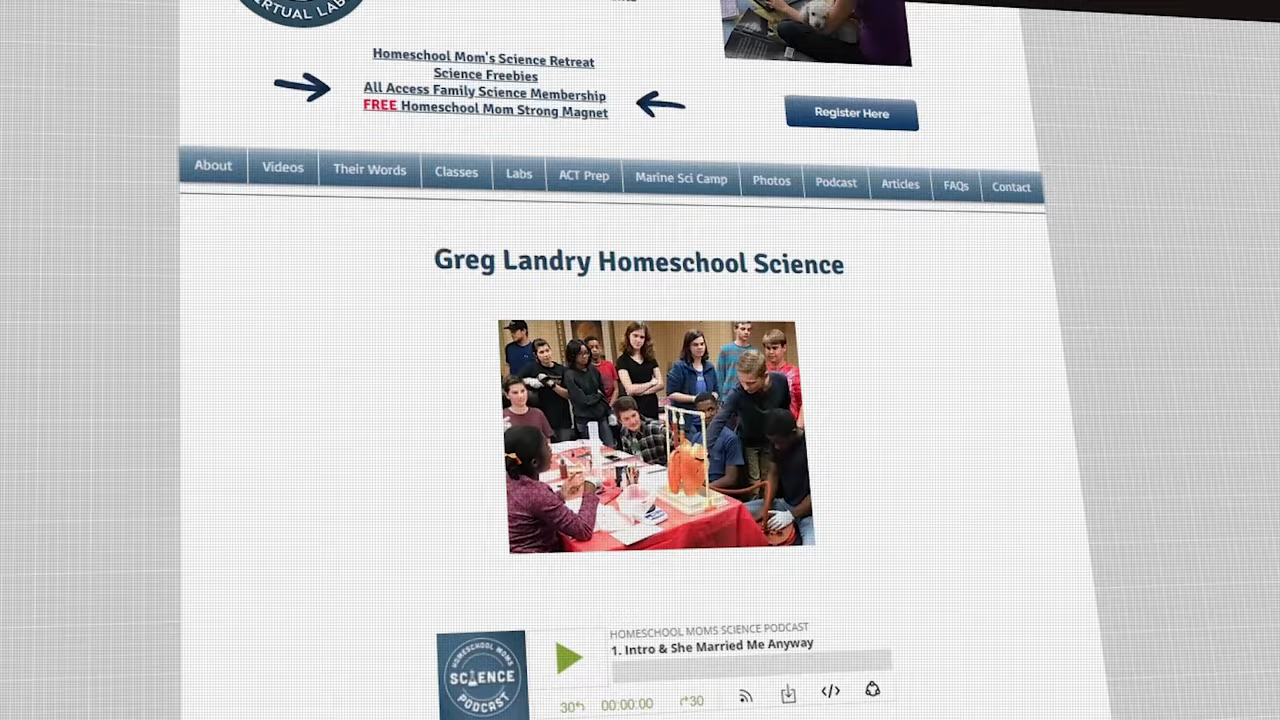 Homeschool Mom's Science Retreat
Science Freebies
All Access Family Science Membership
FREE Homeschool Mom Strong Magnet
Register Here
About Videos Their Words Classes Labs ACT Prep Marine Sci Camp Photos Podcast Articles FAQs Contact
Greg Landry Homeschool Science
HOMESCHOOL MOMS SCIENCE PODCAST
1. Intro & She Married Me Anyway
HOMESCHOOL MOMS
SCIENCE
PODCAST
30 00:00:00 30